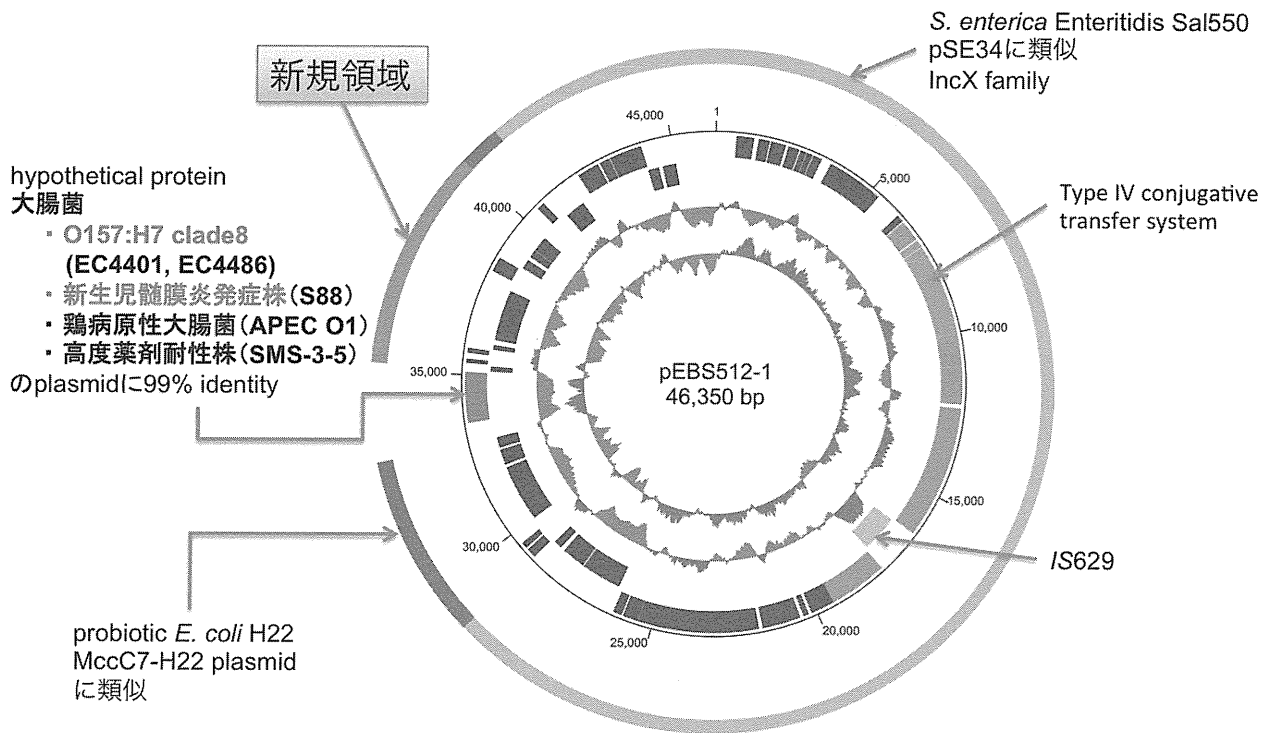 新規領域
S. enterica Enteritidis Sal550
pSE34に類似
IncX family
hypothetical protein
大腸菌
・O157:H7 clade8
(EC4401, EC4486)
・新生児髄膜炎発症株(S88)
・鶏病原性大腸菌(APEC O1)
・高度薬剤耐性株(SMS-3-5)
のplasmidに99% identity
Type IV conjugative
transfer system
45,000
1
5,000
10,000
15,000
20,000
25,000
30,000
35,000
40,000
pEBS512-1
46,350 bp
IS629
probiotic E. coli H22
MccC7-H22 plasmid
に類似